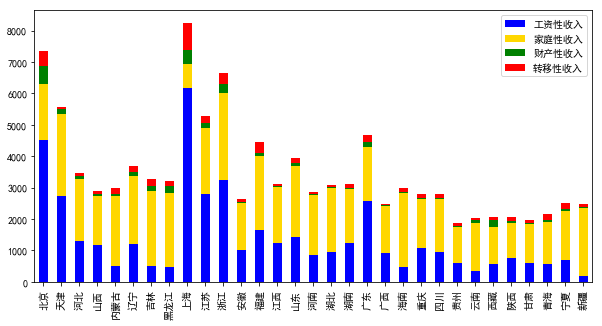 工资性收入
家庭性收入
财产性收入
转移性收入
8000
7000
6000
5000
4000
3000
2000
1000
0
北京
天津
河北
山西
内蒙古
辽宁
吉林
黑龙江
上海
江苏
浙江
安徽
福建
江西
山东
河南
湖北
湖南
广东
广西
海南
重庆
四川
贵州
云南
西藏
陕西
甘肃
青海
宁夏
新疆